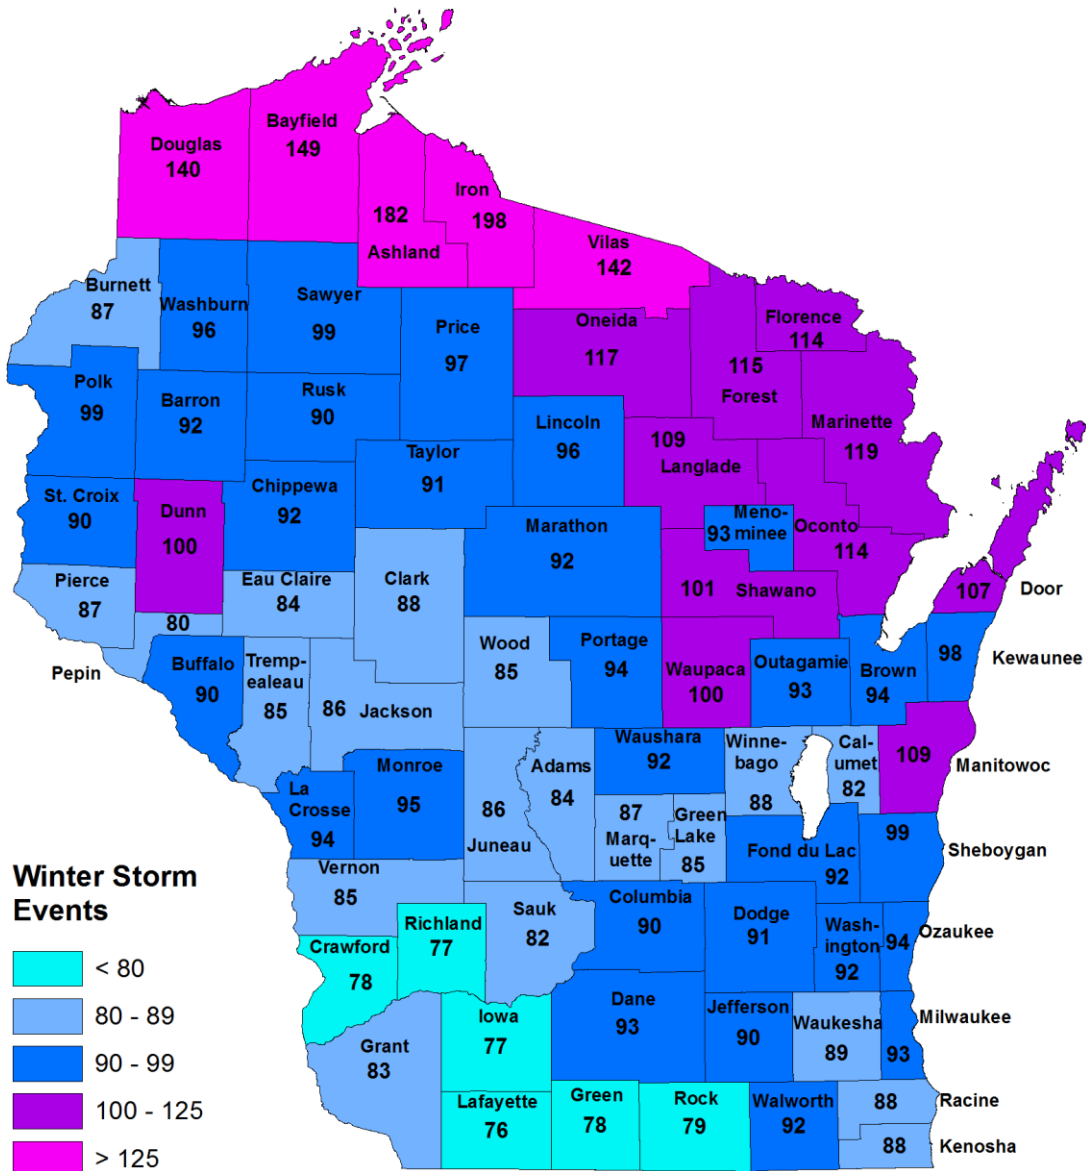 Bayfield
149
Douglas
140
Iron
198
182
Ashland
Vilas
142
Burnett
87
Washburn
96
Sawyer
99
Price
97
Oneida
117
Florence
114
115
Forest
Marinette
119
Polk
99
Barron
92
Rusk
90
Lincoln
96
109
Langlade
Taylor
91
St. Croix
90
Dunn
100
Chippewa
92
Marathon
92
Meno-
93 minee
Oconto
114
Pierce
87
Eau Claire
84
Clark
88
101
Shawano
107
Door
80
Pepin
Buffalo
90
Tremp-
ealeau
85
86
Jackson
Wood
85
Portage
94
Waupaca
100
Outagamie
93
Brown
94
98
Kewaunee
La
Crosse
94
Monroe
95
86
Juneau
Adams
84
Waushara
92
Winne-
bago
88
Cal-
umet
82
109
Manitowoc
87
Marq-
uette
Green
Lake
85
Fond du Lac
92
99
Sheboygan
Winter Storm
Events
< 80
80 - 89
90 - 99
100 - 125
> 125
Vernon
85
Richland
77
Sauk
82
Columbia
90
Dodge
91
Wash-
ington
92
94
Ozaukee
Crawford
78
Grant
83
Iowa
77
Dane
93
Jefferson
90
Waukesha
89
93
Milwaukee
Lafayette
76
Green
78
Rock
79
Walworth
92
88
Racine
88
Kenosha